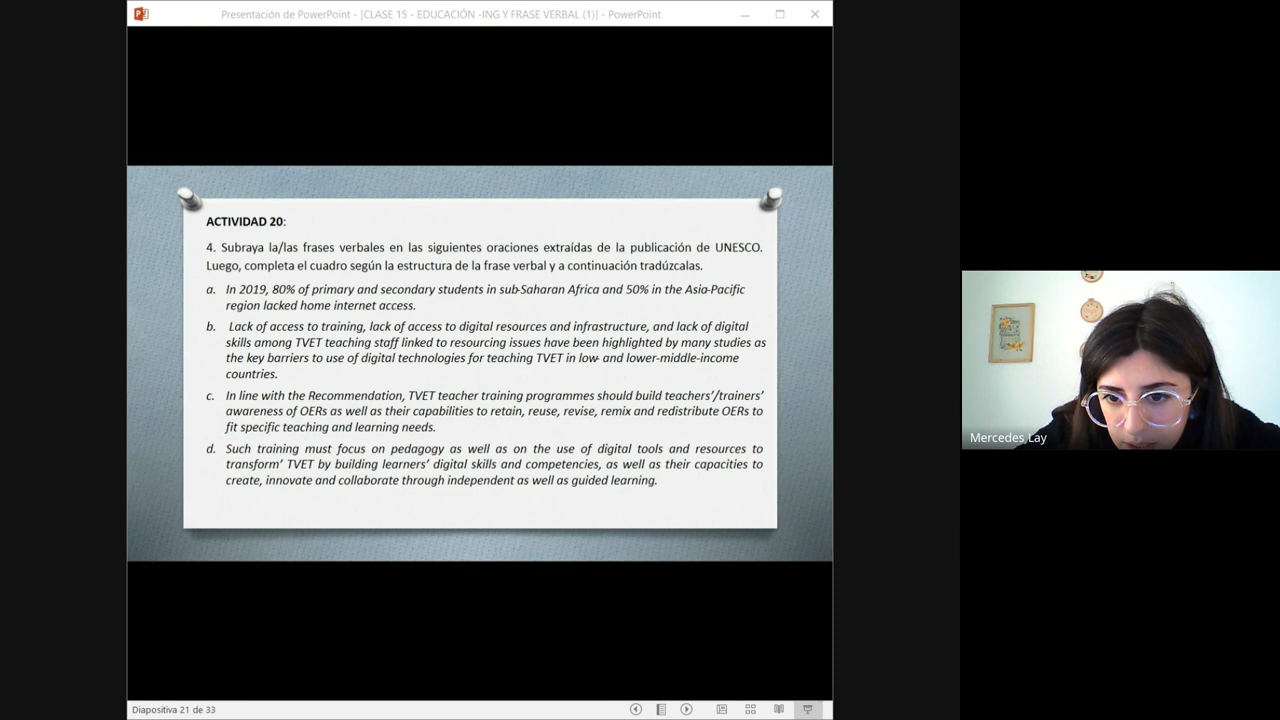 Presentación de PowerPoint - [CLASE 15 - EDUCACIÓN -ING Y FRASE VERBAL (1)] - PowerPoint
ACTIVIDAD 20:
4. Subraya la/las frases verbales en las siguientes oraciones extraídas de la publicación de UNESCO.
Luego, completa el cuadro según la estructura de la frase verbal y a continuación tradúzcalas.
a. In 2019, 80% of primary and secondary students in sub-Saharan Africa and 50% in the Asia-Pacific
region lacked home internet access.
b. Lack of access to training, lack of access to digital resources and infrastructure, and lack of digital
skills among TVET teaching staff linked to resourcing issues have been highlighted by many studies as
the key barriers to use of digital technologies for teaching TVET in low- and lower-middle-income
countries.
c. In line with the Recommendation, TVET teacher training programmes should build teachers'/trainers'
awareness of OERs as well as their capabilities to retain, reuse, revise, remix and redistribute OERs to
fit specific teaching and learning needs.
d. Such training must focus on pedagogy as well as on the use of digital tools and resources to
transform' TVET by building learners' digital skills and competencies, as well as their capacities to
create, innovate and collaborate through independent as well as guided learning.
Mercedes Lay
Diapositiva 21 de 33